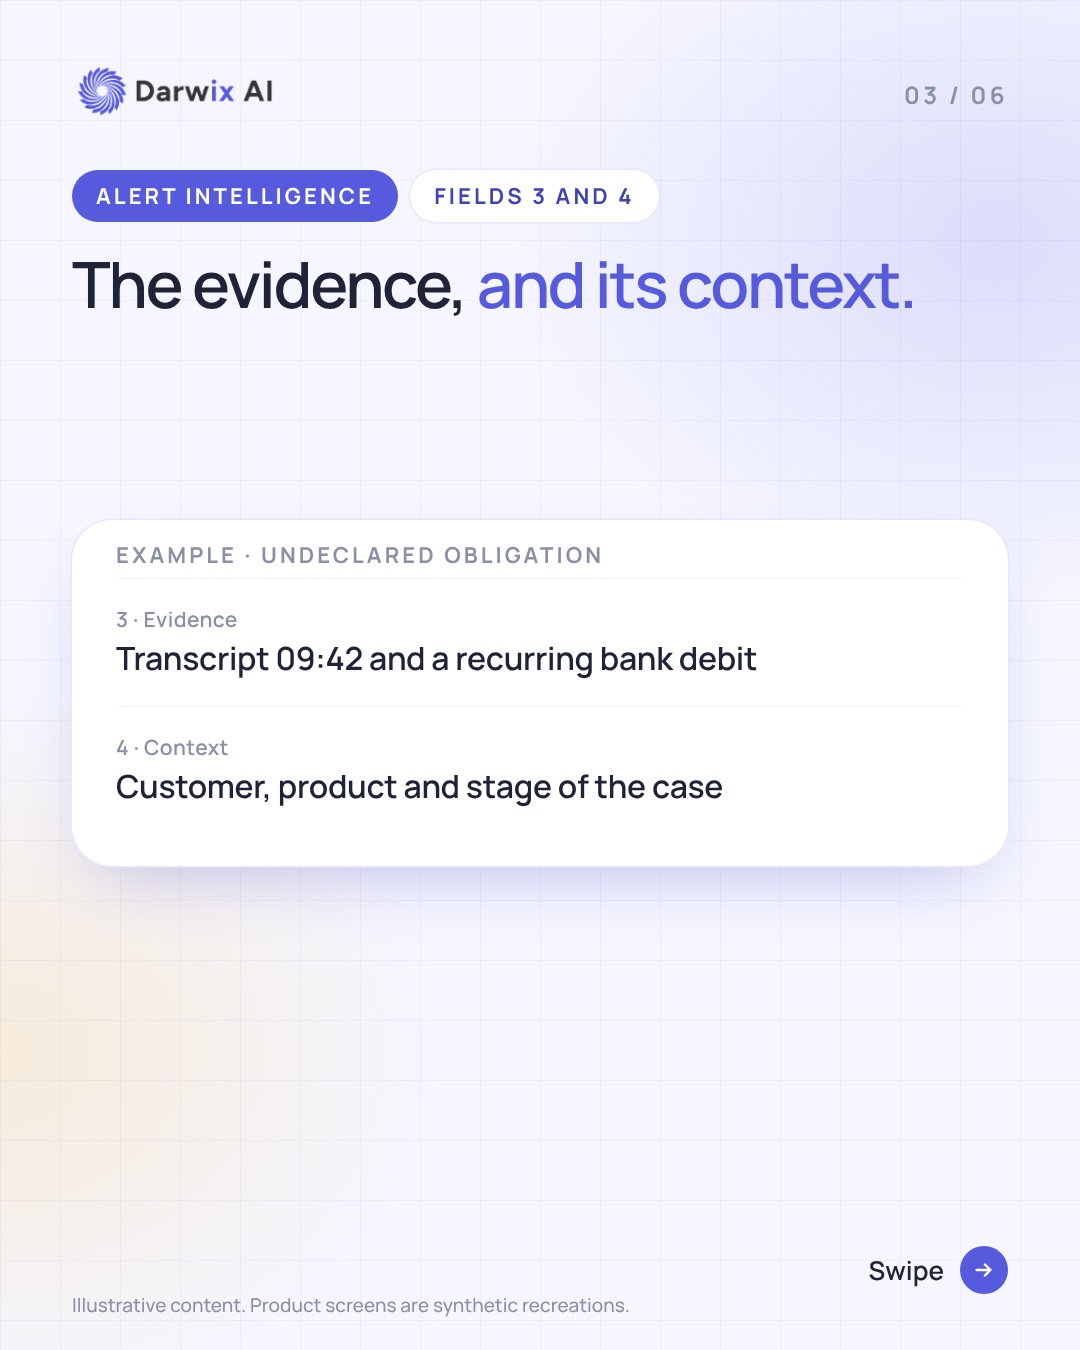 Darwix AI
03 / 06
ALERT INTELLIGENCE
FIELDS 3 AND 4
The evidence, and its context.
EXAMPLE · UNDECLARED OBLIGATION
3 · Evidence
Transcript 09:42 and a recurring bank debit
4 · Context
Customer, product and stage of the case
Swipe
Illustrative content. Product screens are synthetic recreations.